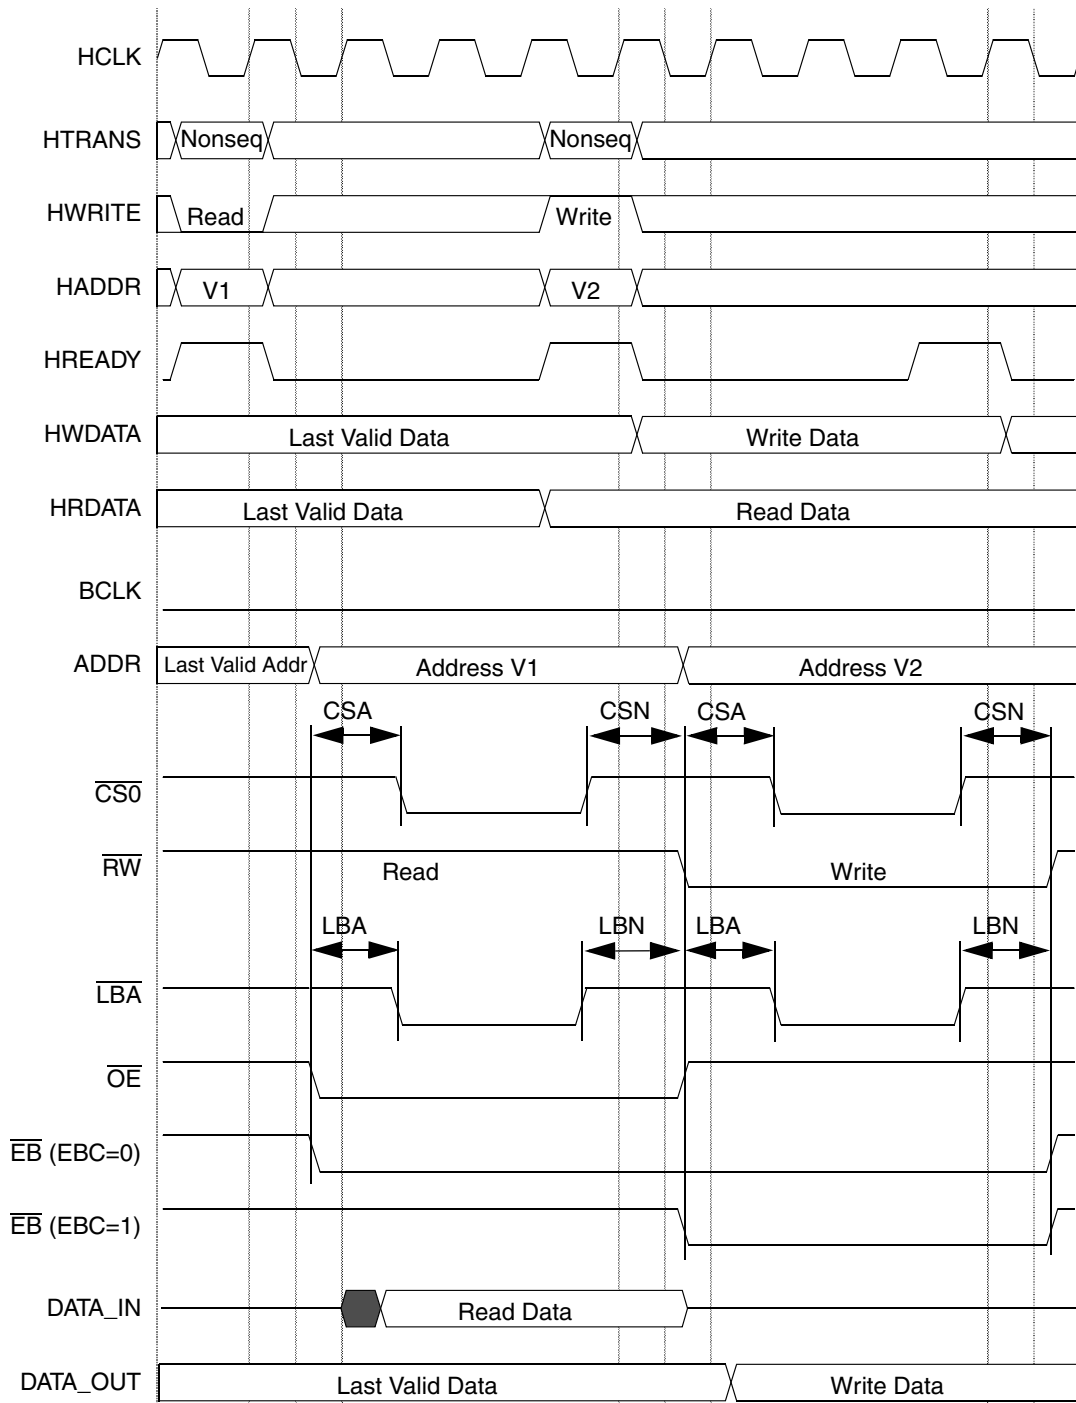 HCLK
HTRANS Nonseq Nonseq
HWRITE Read Write
HADDR V1 V2
HREADY
HWDATA Last Valid Data Write Data
HRDATA Last Valid Data Read Data
BCLK
ADDR Last Valid Addr Address V1 Address V2
CSA CSN CSA CSN
CS0
RW Read Write
LBA LBN LBA LBN
LBA
OE
EB (EBC=0)
EB (EBC=1)
DATA_IN Read Data
DATA_OUT Last Valid Data Write Data